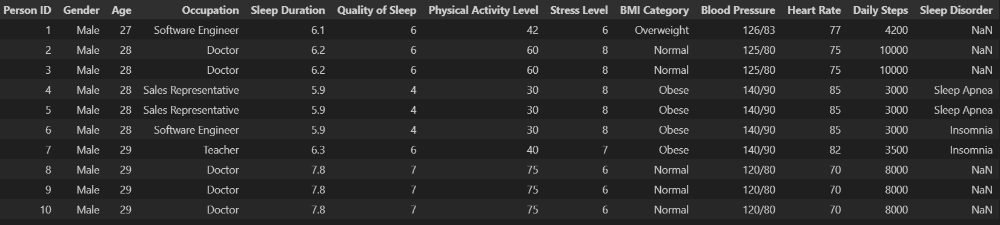 Person ID Gender Age Occupation Sleep Duration Quality of Sleep Physical Activity Level Stress Level BMI Category Blood Pressure Heart Rate Daily Steps Sleep Disorder
1 Male 27 Software Engineer 6.1 6 42 6 Overweight 126/83 77 4200 NaN
2 Male 28 Doctor 6.2 6 60 8 Normal 125/80 75 10000 NaN
3 Male 28 Doctor 6.2 6 60 8 Normal 125/80 75 10000 NaN
4 Male 28 Sales Representative 5.9 4 30 8 Obese 140/90 85 3000 Sleep Apnea
5 Male 28 Sales Representative 5.9 4 30 8 Obese 140/90 85 3000 Sleep Apnea
6 Male 28 Software Engineer 5.9 4 30 8 Obese 140/90 85 3000 Insomnia
7 Male 29 Teacher 6.3 6 40 7 Obese 140/90 82 3500 Insomnia
8 Male 29 Doctor 7.8 7 75 6 Normal 120/80 70 8000 NaN
9 Male 29 Doctor 7.8 7 75 6 Normal 120/80 70 8000 NaN
10 Male 29 Doctor 7.8 7 75 6 Normal 120/80 70 8000 NaN